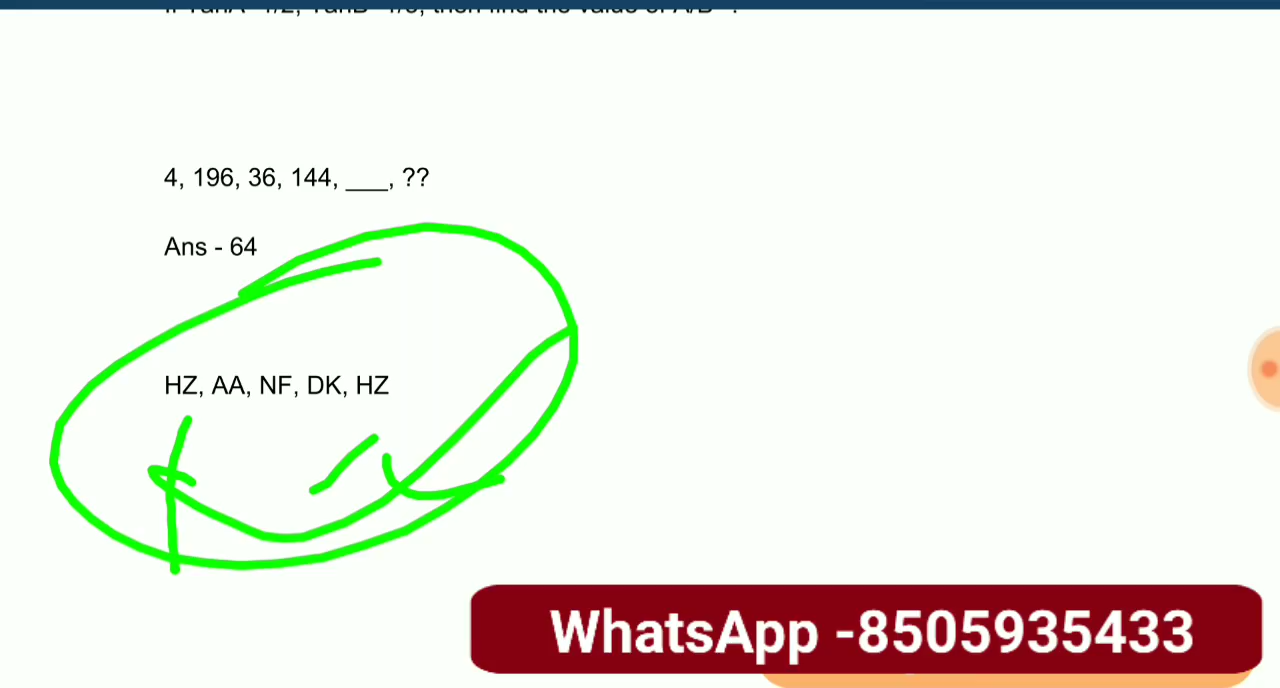 4, 196, 36, 144, ___, ??
Ans - 64
HZ, AA, NF, DK, HZ
WhatsApp -8505935433